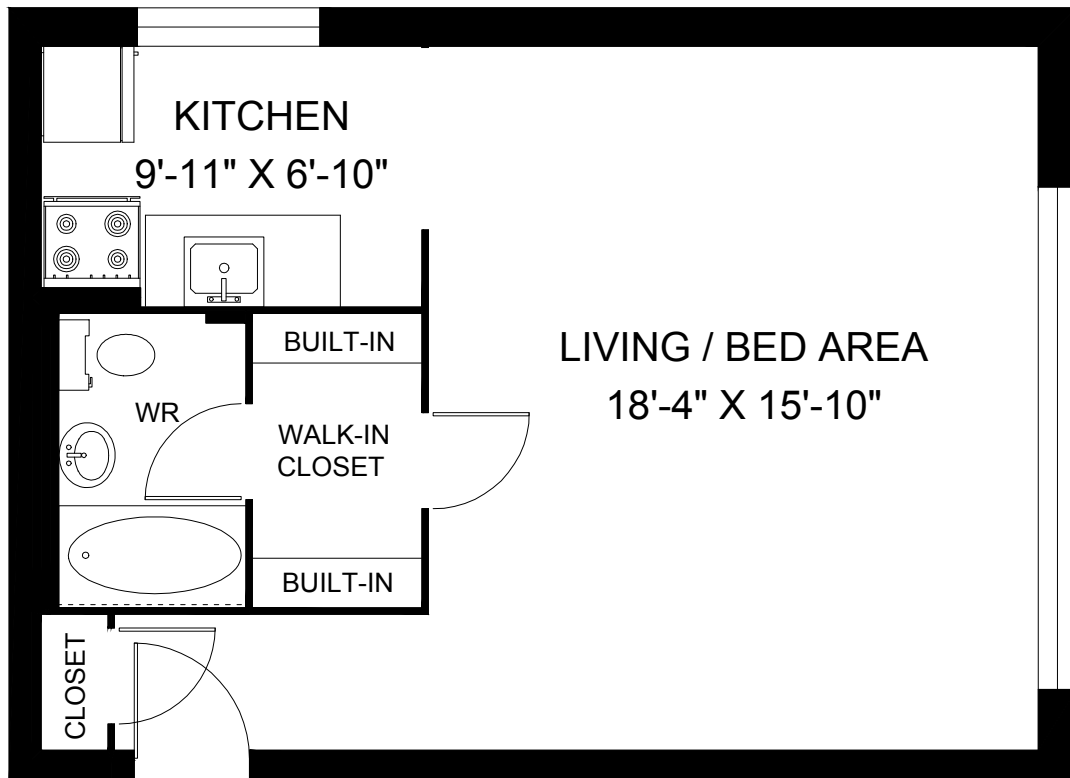 KITCHEN
9'-11" X 6'-10"
BUILT-IN
LIVING / BED AREA
18'-4" X 15'-10"
WR
WALK-IN
CLOSET
BUILT-IN
CLOSET